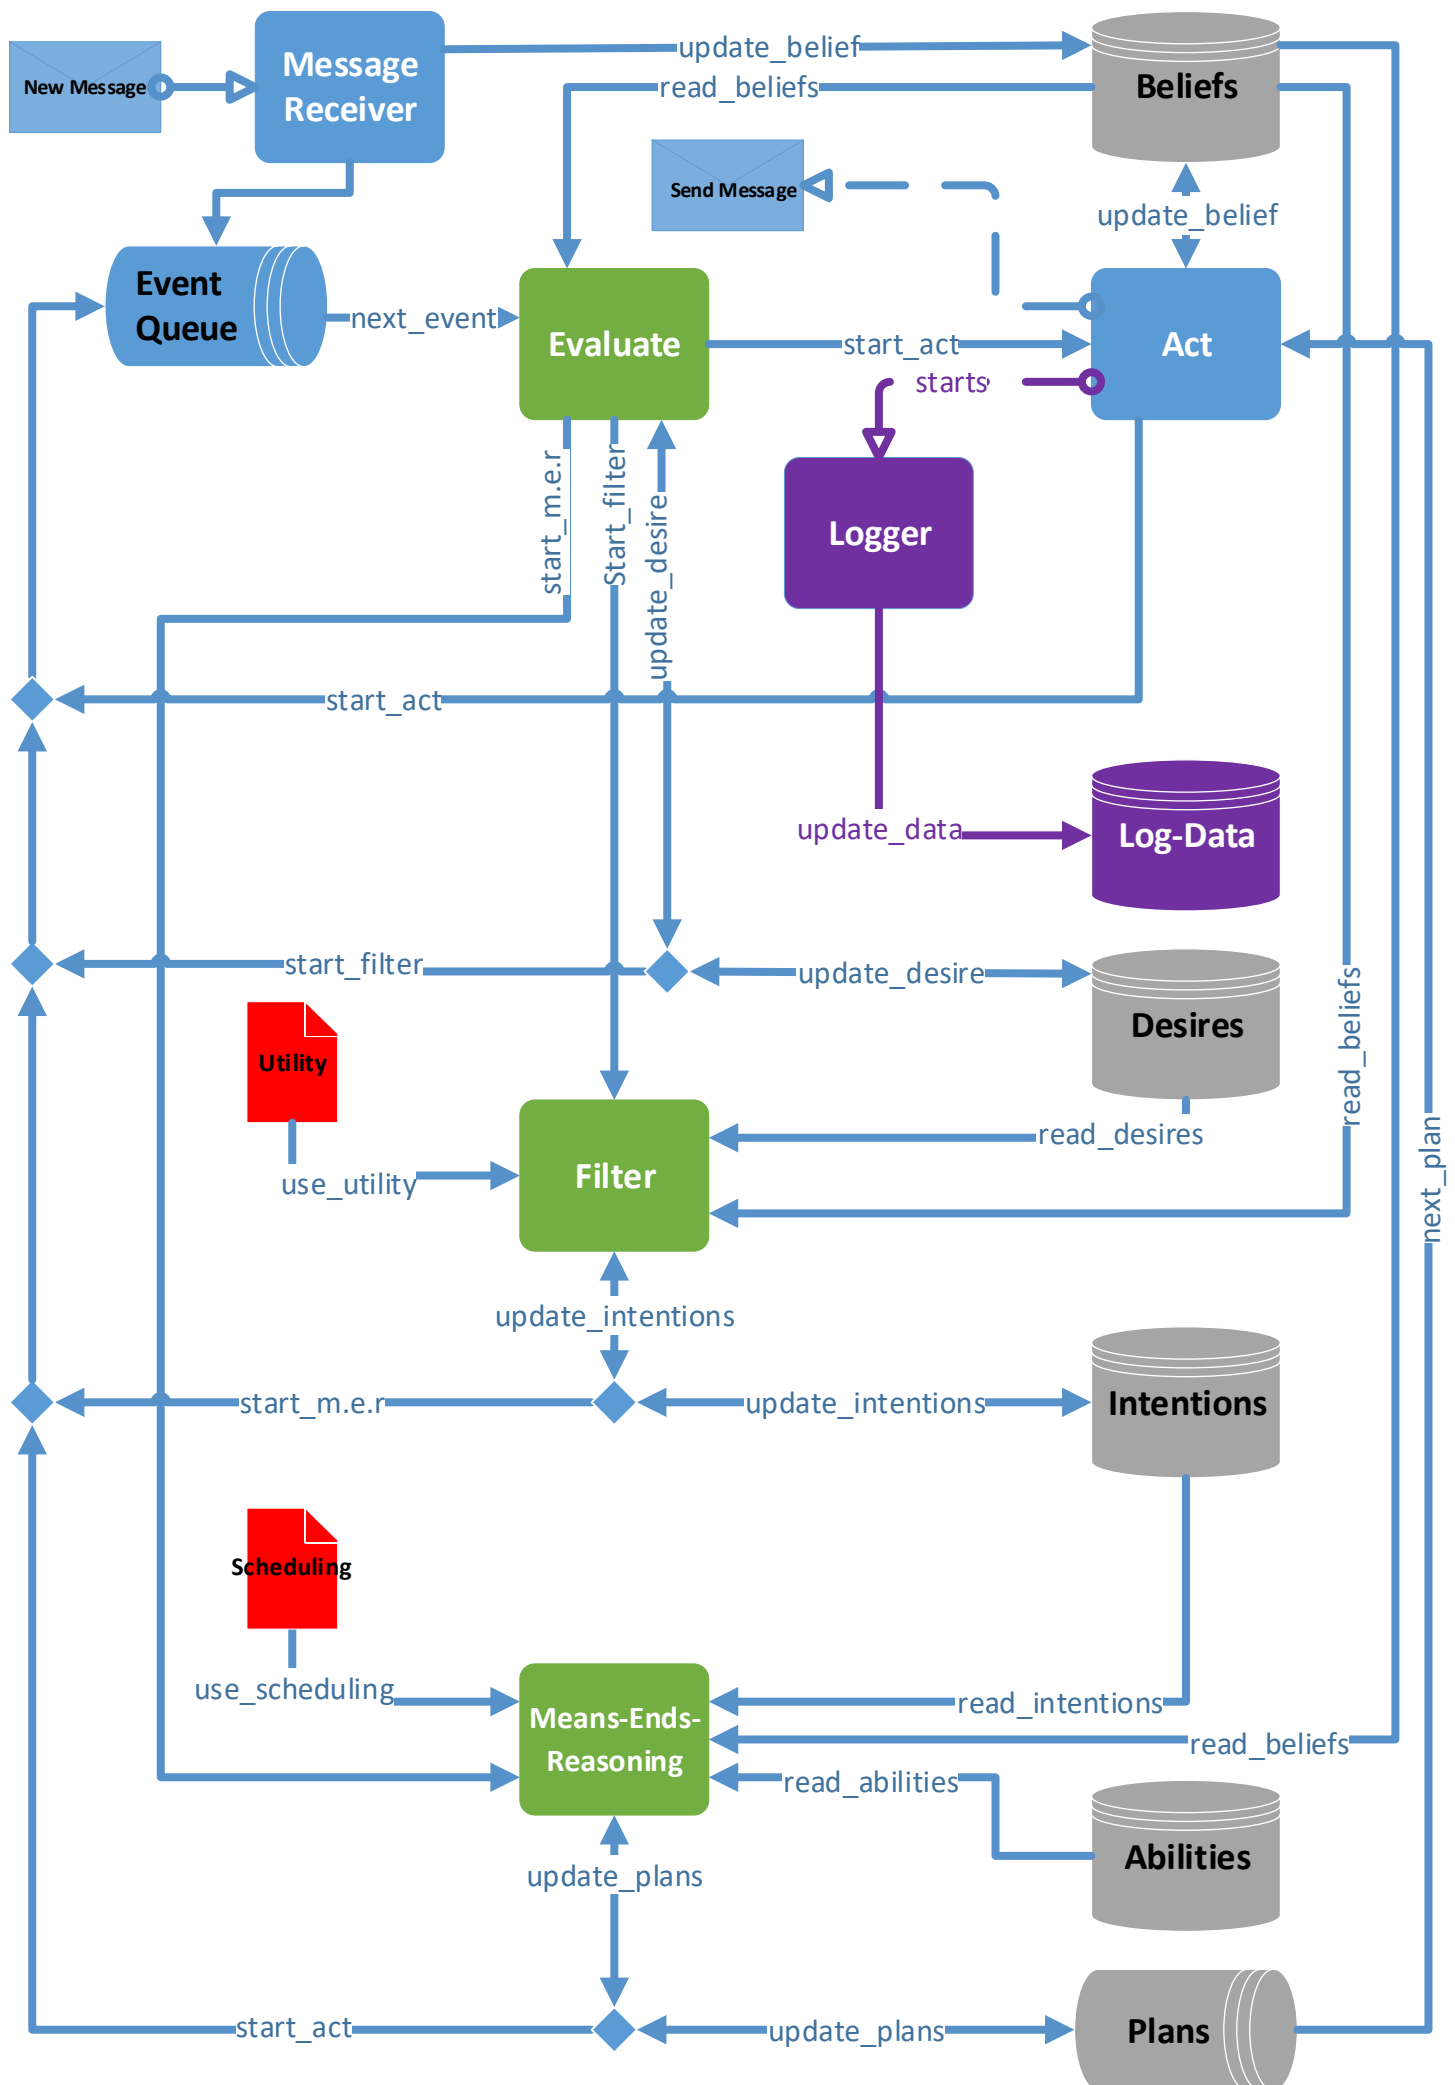 New Message
Message
Receiver
update_belief
Beliefs
read_beliefs
Send Message
update_belief
Event
Queue
next_event
Evaluate
start_act
Act
starts
start_m.e.r
Start_filter
update_desire
Logger
start_act
update_data
Log-Data
start_filter
update_desire
Desires
read_beliefs
Utility
use_utility
Filter
read_desires
next_plan
update_intentions
start_m.e.r
update_intentions
Intentions
Scheduling
use_scheduling
Means-Ends-
Reasoning
read_intentions
read_beliefs
read_abilities
Abilities
update_plans
start_act
update_plans
Plans